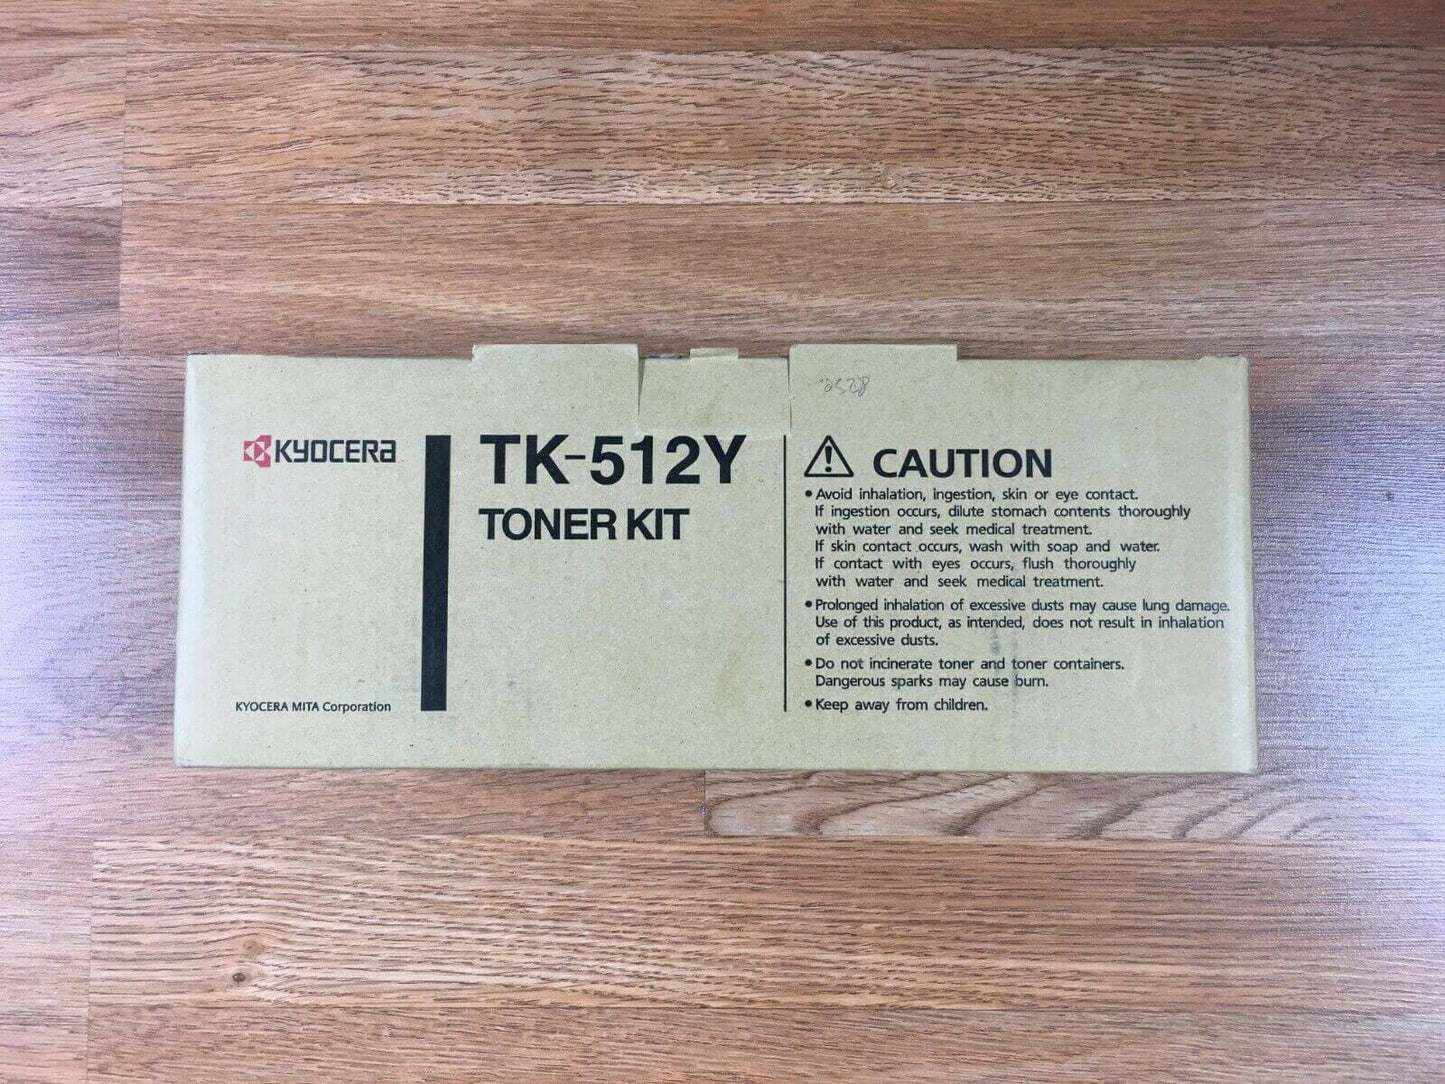 2528
KYOCERA
TK-512Y
TONER KIT
KYOCERA MITA Corporation
CAUTION
• Avoid inhalation, ingestion, skin or eye contact.
If ingestion occurs, dilute stomach contents thoroughly
with water and seek medical treatment.
If skin contact occurs, wash with soap and water.
If contact with eyes occurs, flush thoroughly
with water and seek medical treatment.
• Prolonged inhalation of excessive dusts may cause lung damage.
Use of this product, as intended, does not result in inhalation
of excessive dusts.
• Do not incinerate toner and toner containers.
Dangerous sparks may cause burn.
• Keep away from children.